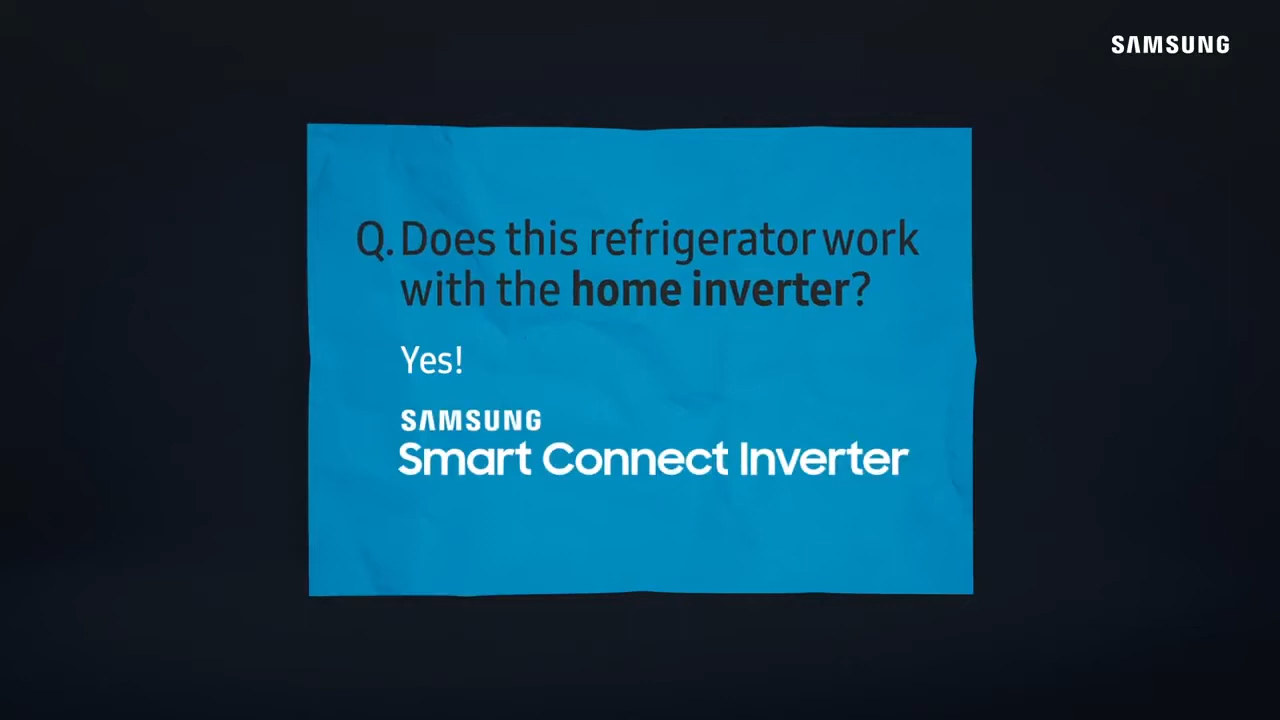 SAMSUNG
Q. Does this refrigerator work
with the home inverter?
Yes!
SAMSUNG
Smart Connect Inverter